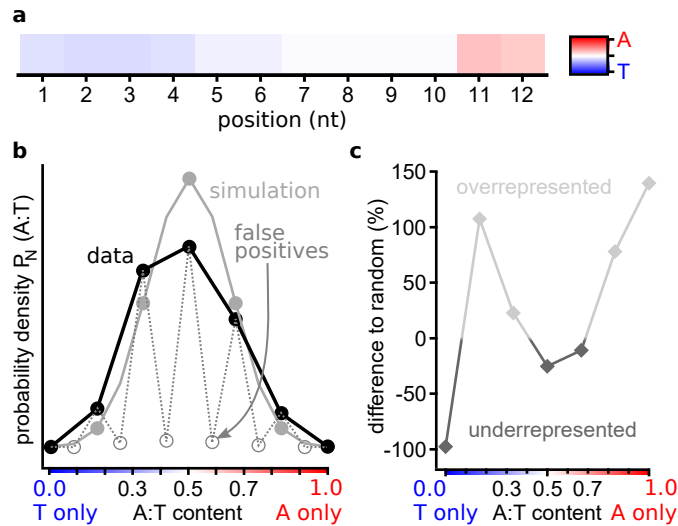 a
A
T
1 2 3 4 5 6 7 8 9 10 11 12
position (nt)
b
probability density P_N (A:T)
simulation
data
false
positives
0.0 0.3 0.5 0.7 1.0
T only A:T content A only
c
difference to random (%)
150
100
50
0
-50
-100
overrepresented
underrepresented
0.0 0.3 0.5 0.7 1.0
T only A:T content A only